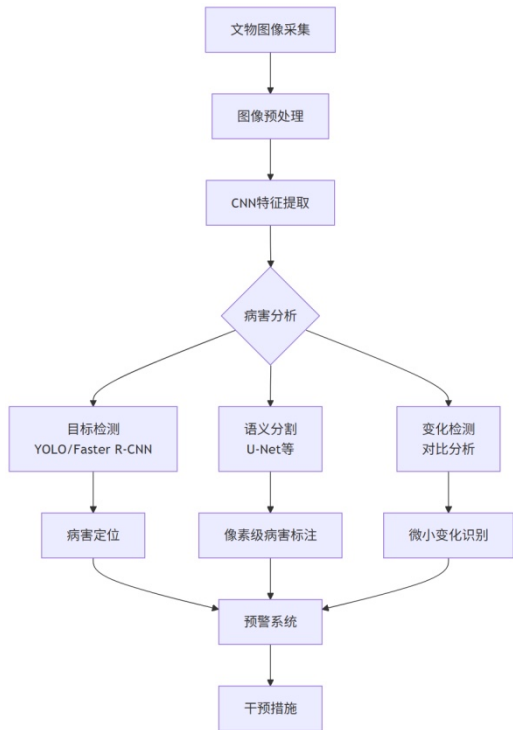 文物图像采集
图像预处理
CNN特征提取
病害分析
目标检测
YOLO/Faster R-CNN
语义分割
U-Net等
变化检测
对比分析
病害定位
像素级病害标注
微小变化识别
预警系统
干预措施